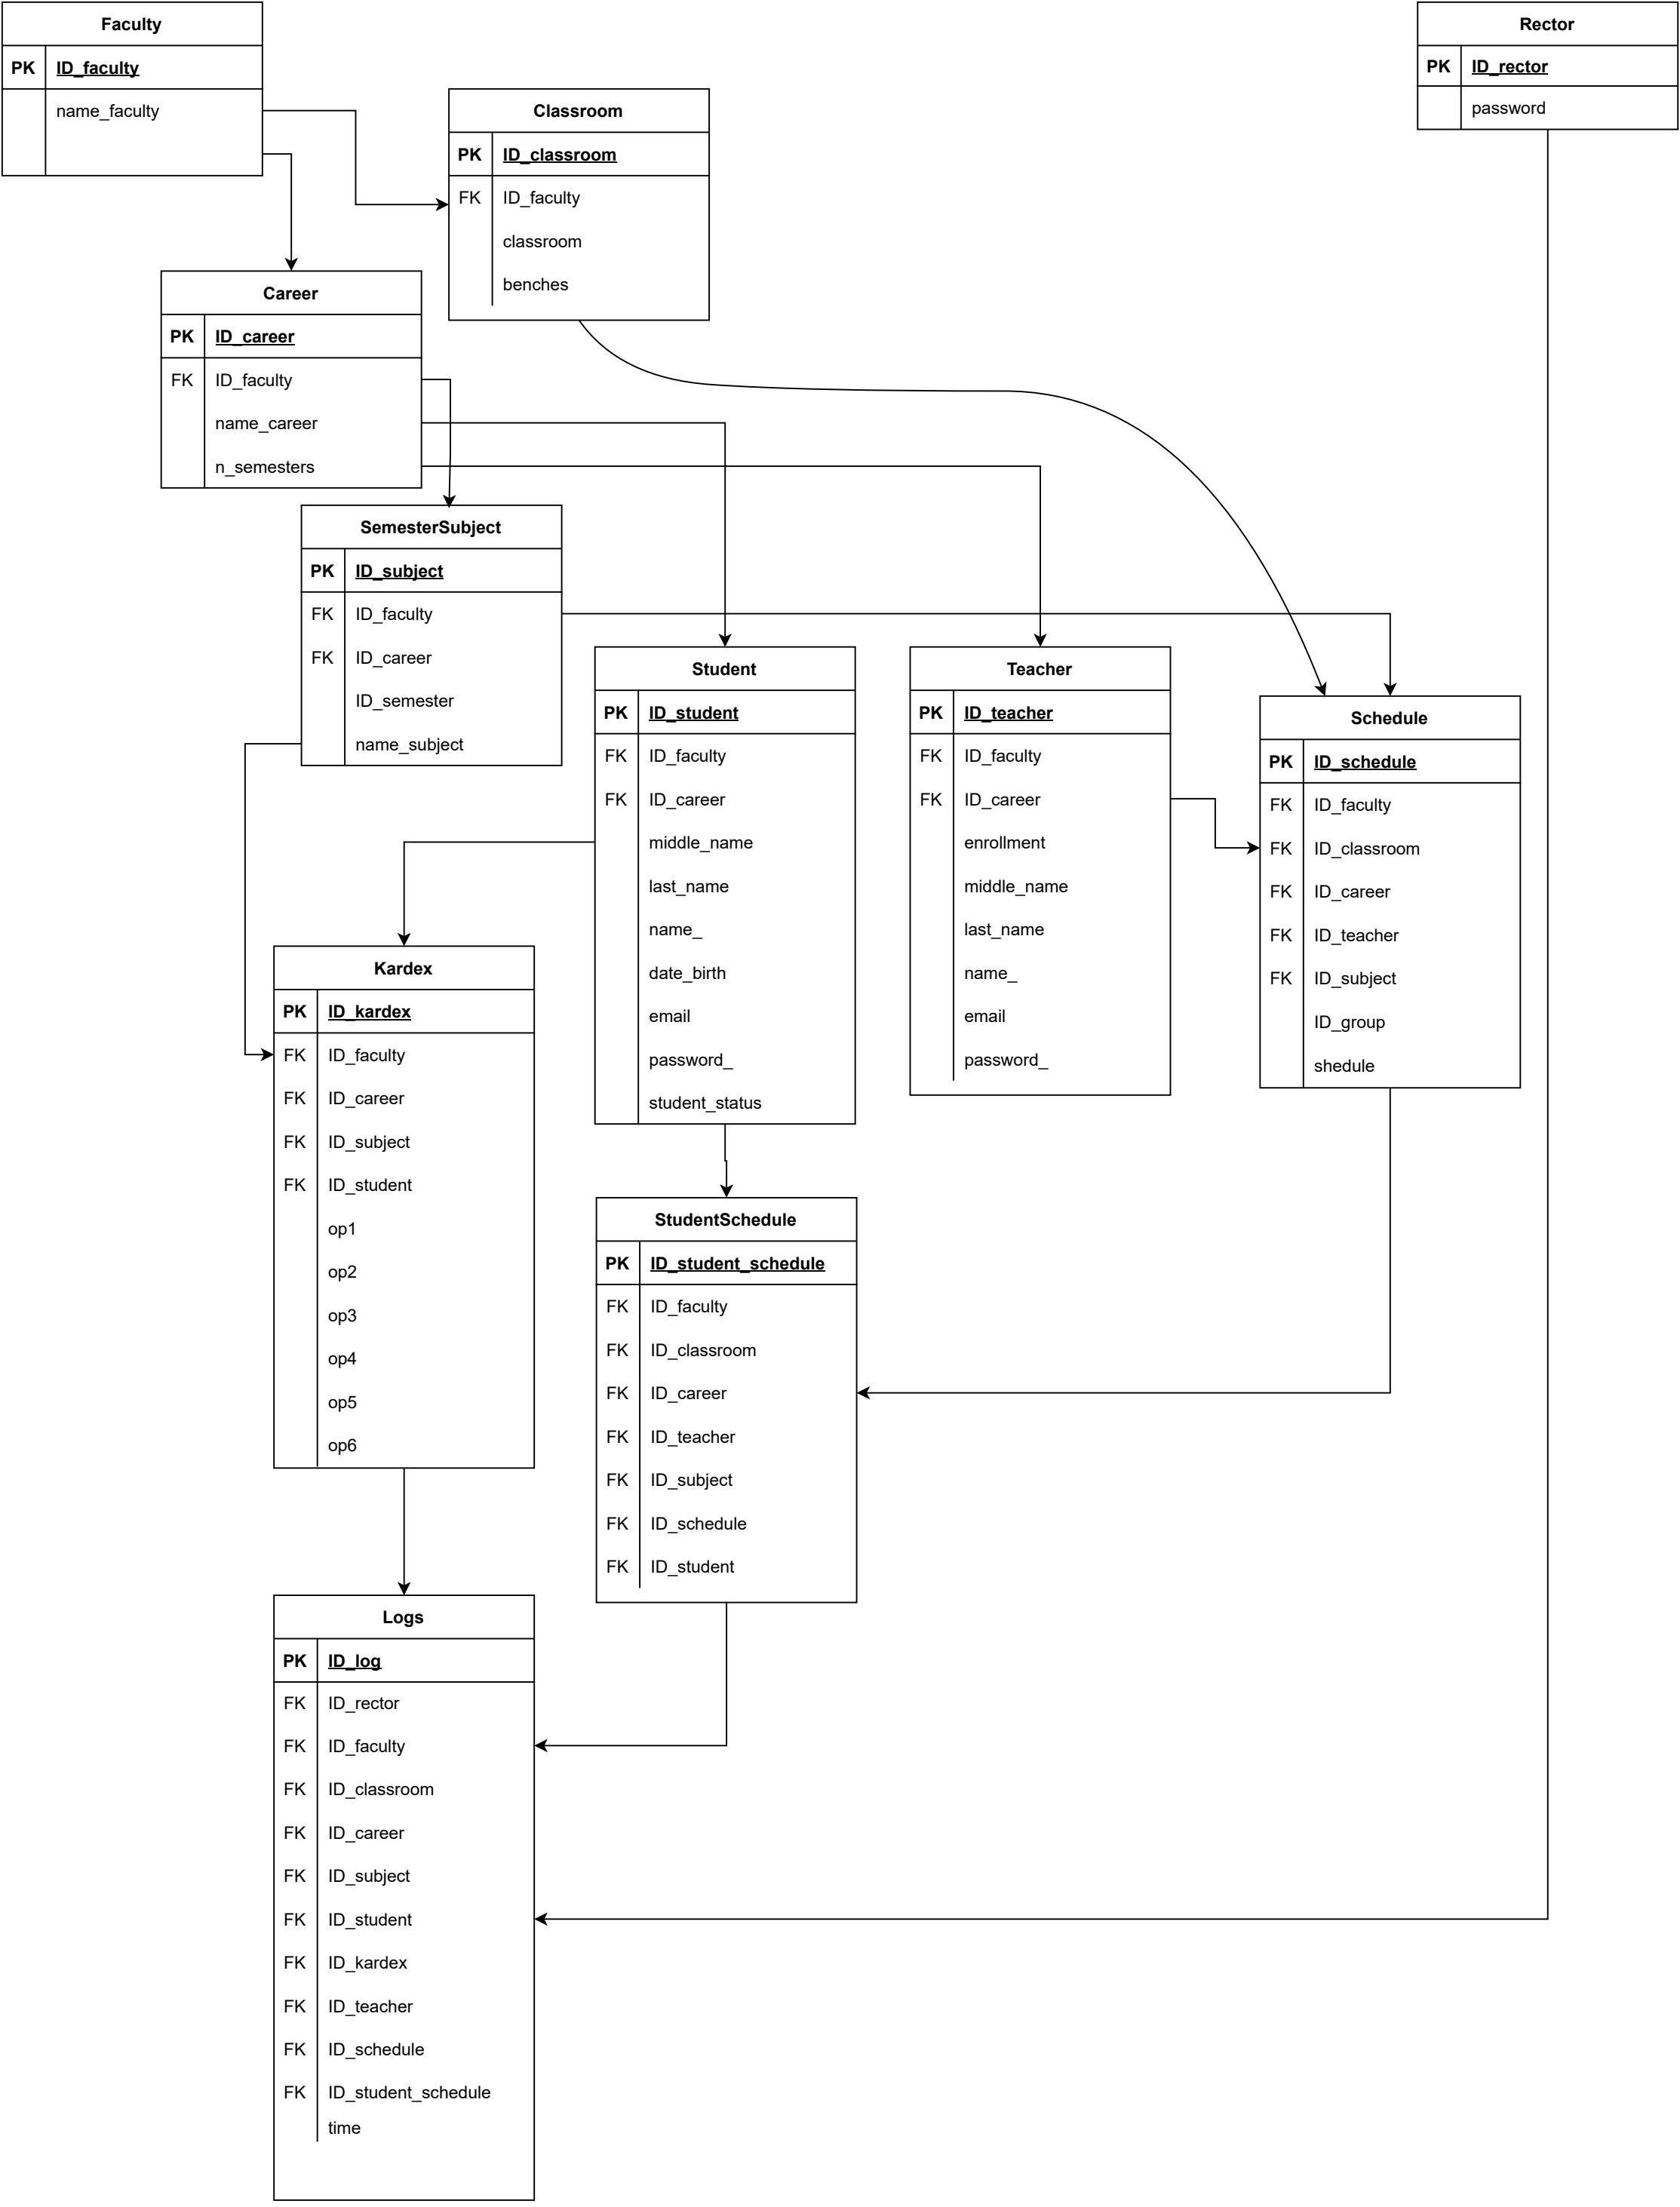 Faculty
PK ID_faculty
name_faculty
Rector
PK ID_rector
password
Classroom
PK ID_classroom
FK ID_faculty
classroom
benches
Career
PK ID_career
FK ID_faculty
name_career
n_semesters
SemesterSubject
PK ID_subject
FK ID_faculty
FK ID_career
ID_semester
name_subject
Student
PK ID_student
FK ID_faculty
FK ID_career
middle_name
last_name
name_
date_birth
email
password_
student_status
Teacher
PK ID_teacher
FK ID_faculty
FK ID_career
enrollment
middle_name
last_name
name_
email
password_
Schedule
PK ID_schedule
FK ID_faculty
FK ID_classroom
FK ID_career
FK ID_teacher
FK ID_subject
ID_group
shedule
Kardex
PK ID_kardex
FK ID_faculty
FK ID_career
FK ID_subject
FK ID_student
op1
op2
op3
op4
op5
op6
StudentSchedule
PK ID_student_schedule
FK ID_faculty
FK ID_classroom
FK ID_career
FK ID_teacher
FK ID_subject
FK ID_schedule
FK ID_student
Logs
PK ID_log
FK ID_rector
FK ID_faculty
FK ID_classroom
FK ID_career
FK ID_subject
FK ID_student
FK ID_kardex
FK ID_teacher
FK ID_schedule
FK ID_student_schedule
time